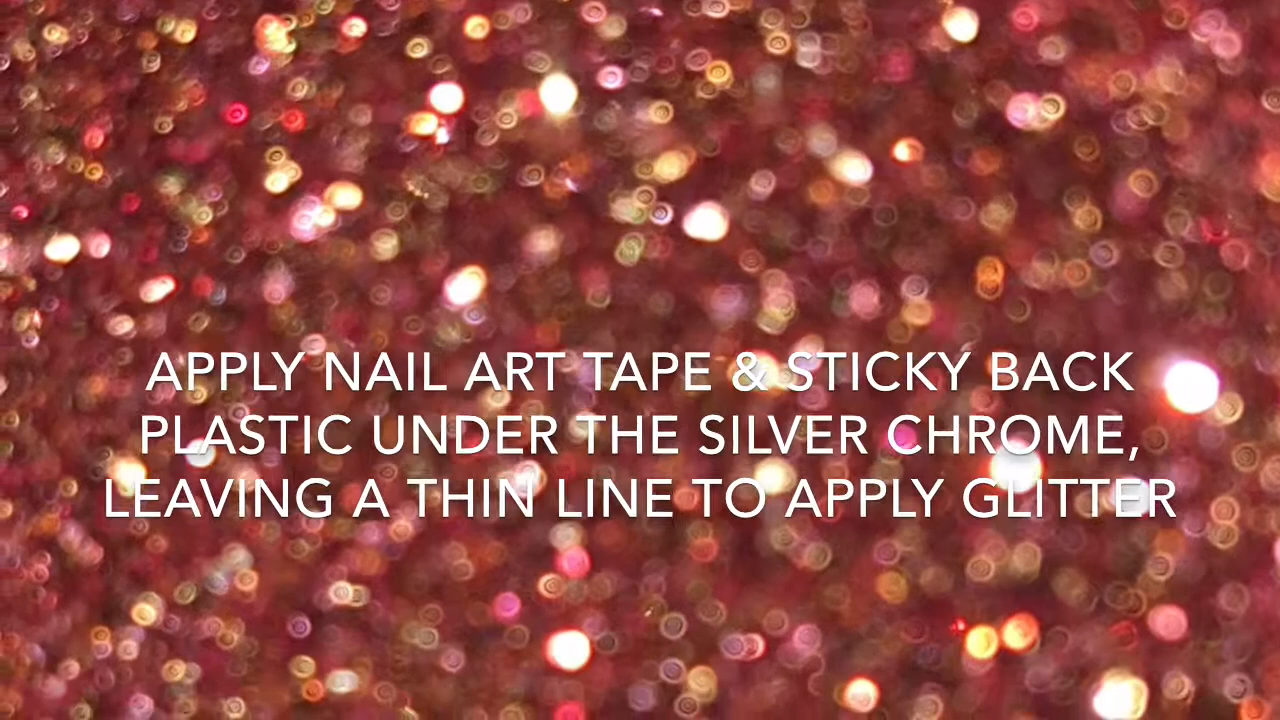 APPLY NAIL ART TAPE & STICKY BACK
PLASTIC UNDER THE SILVER CHROME,
LEAVING A THIN LINE TO APPLY GLITTER